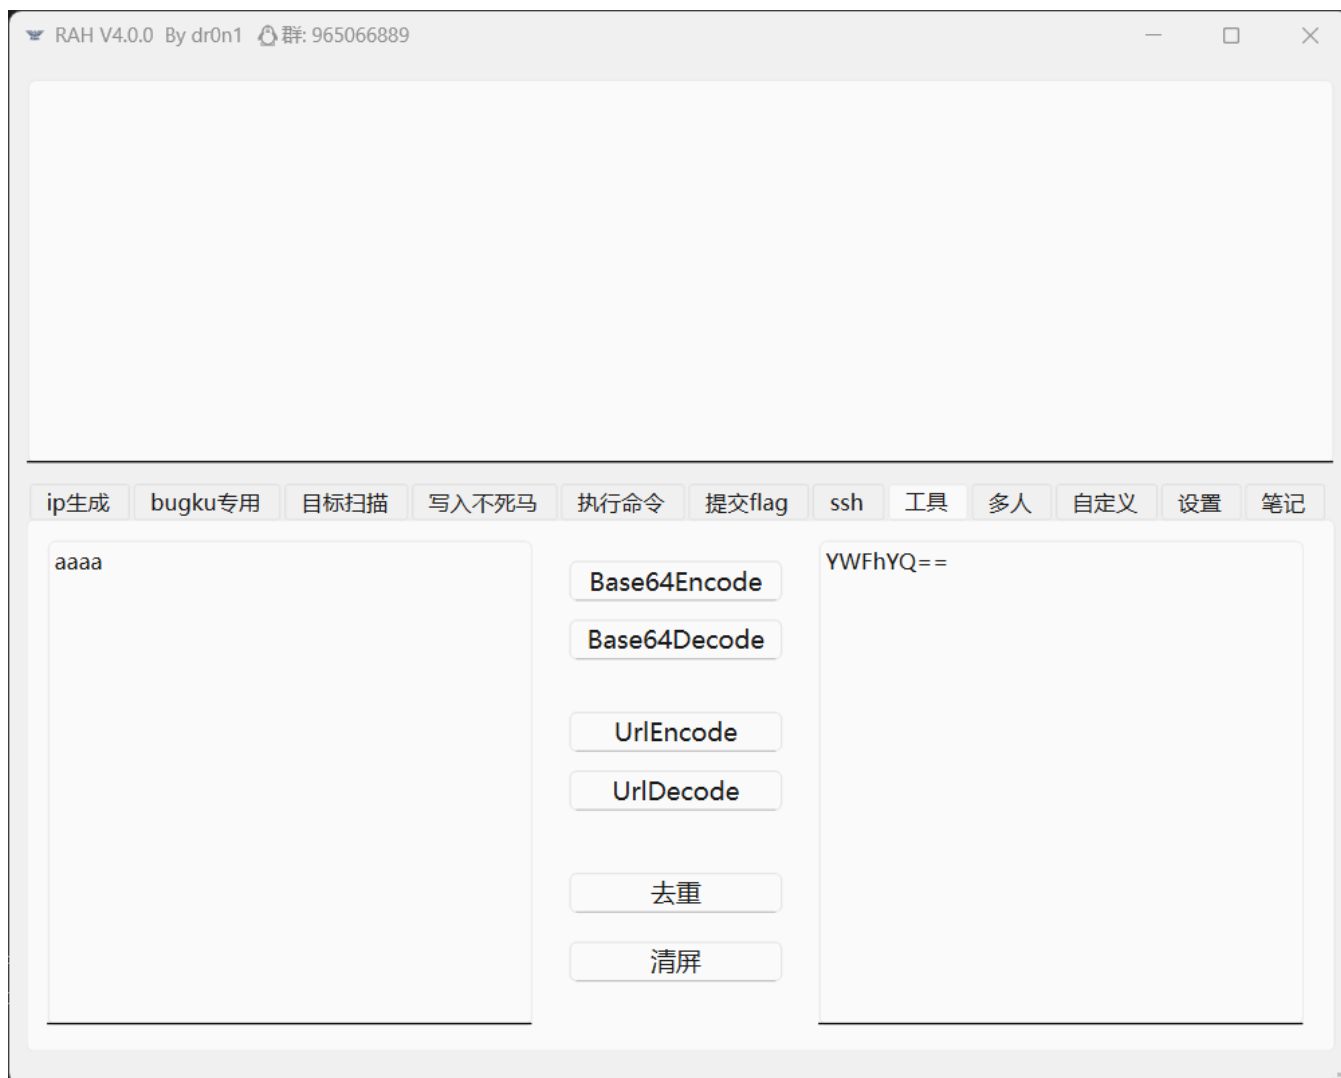 RAH V4.0.0 By dr0n1 群: 965066889
ip生成 bugku专用 目标扫描 写入不死马 执行命令 提交flag ssh 工具 多人 自定义 设置 笔记
aaaa
Base64Encode
Base64Decode
UrlEncode
UrlDecode
去重
清屏
YWFhYQ==